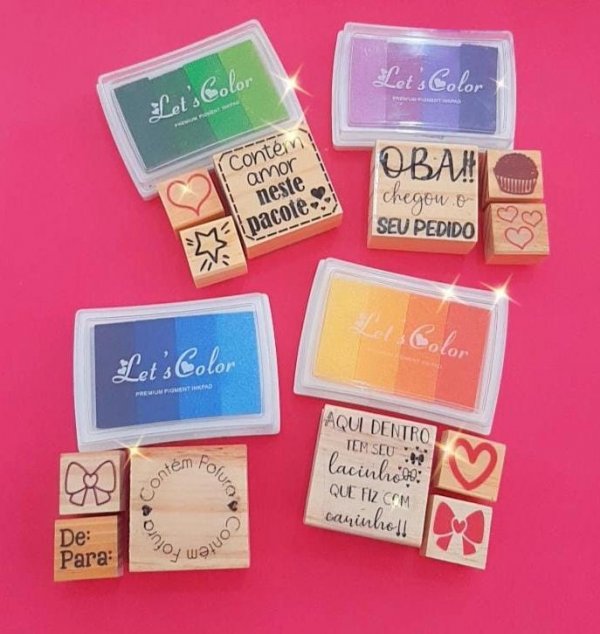 Let's Color
PREMIUM PIGMENT INKPAD
Contém
amor
neste
pacote
Let's Color
PREMIUM PIGMENT INKPAD
OBA!!
chegou o
SEU PEDIDO
Let's Color
PREMIUM PIGMENT INKPAD
De:
Para:
Contém Fofura
Contém Fofura
Let's Color
PREMIUM PIGMENT INKPAD
AQUI DENTRO
TEM SEU
lacinho
QUE FIZ COM
carinho!!